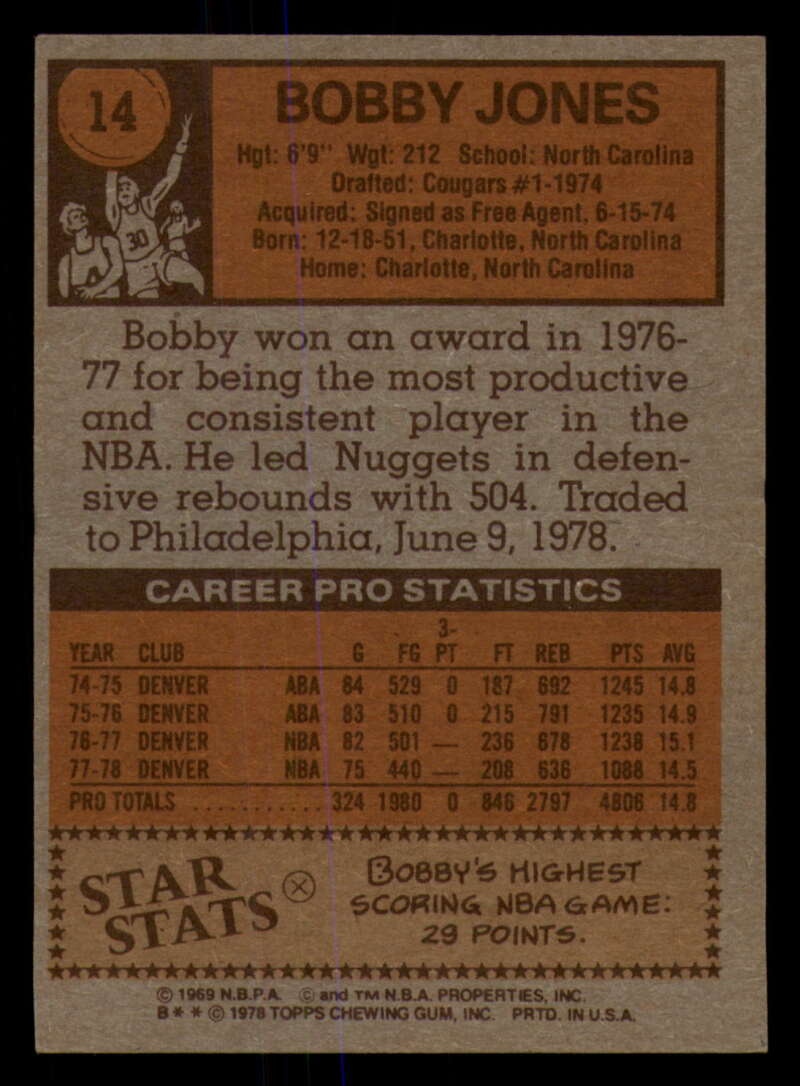 14
BOBBY JONES
Hgt: 6'9" Wgt: 212 School: North Carolina
Drafted: Cougars #1-1974
Acquired: Signed as Free Agent, 6-15-74
Born: 12-18-51, Charlotte, North Carolina
Home: Charlotte, North Carolina
30
Bobby won an award in 1976-
77 for being the most productive
and consistent player in the
NBA. He led Nuggets in defen-
sive rebounds with 504. Traded
to Philadelphia, June 9, 1978.
CAREER PRO STATISTICS
YEAR CLUB G FG 3-PT FT REB PTS AVG
74-75 DENVER ABA 84 529 0 187 692 1245 14.8
75-76 DENVER ABA 83 510 0 215 791 1235 14.9
76-77 DENVER NBA 82 501 — 236 678 1238 15.1
77-78 DENVER NBA 75 440 — 208 636 1088 14.5
PRO TOTALS ........... 324 1980 0 846 2797 4806 14.8
STAR
STATS
BOBBY'S HIGHEST
SCORING NBA GAME:
29 POINTS.
© 1969 N.B.P.A. © and TM N.B.A. PROPERTIES, INC.
B* * © 1978 TOPPS CHEWING GUM, INC. PRTD. IN U.S.A.